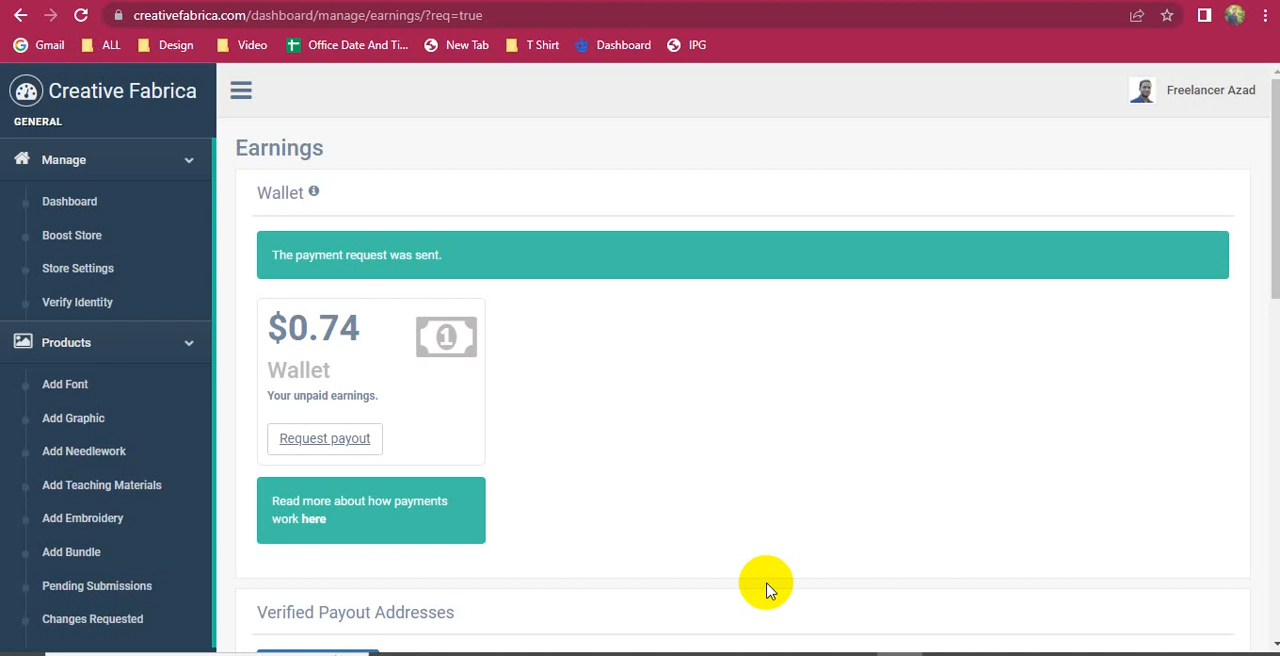 creativefabrica.com/dashboard/manage/earnings/?req=true
Gmail ALL Design Video Office Date And Ti... New Tab T Shirt Dashboard IPG
Creative Fabrica
Freelancer Azad
GENERAL
Manage
Dashboard
Boost Store
Store Settings
Verify Identity
Products
Add Font
Add Graphic
Add Needlework
Add Teaching Materials
Add Embroidery
Add Bundle
Pending Submissions
Changes Requested
Earnings
Wallet
The payment request was sent.
$0.74
1
Wallet
Your unpaid earnings.
Request payout
Read more about how payments
work here
Verified Payout Addresses